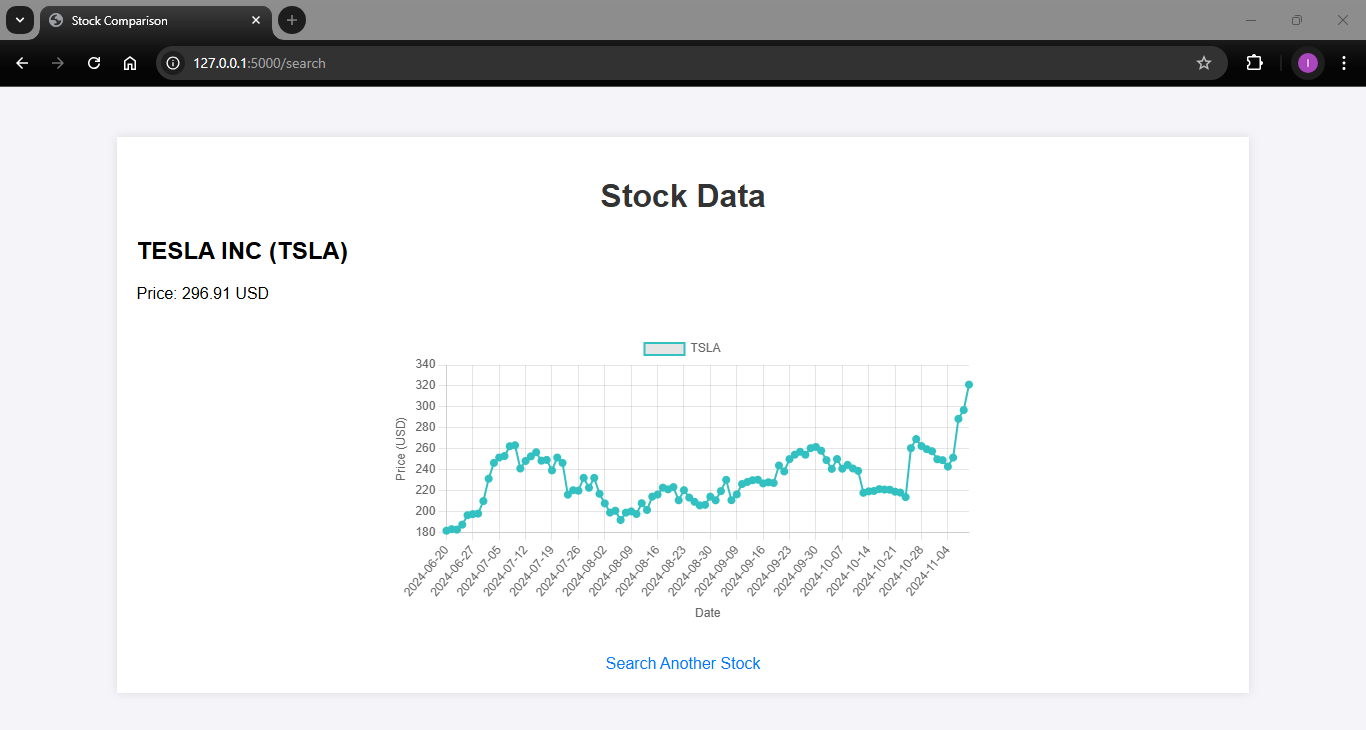 Stock Comparison
127.0.0.1:5000/search
I
Stock Data
TESLA INC (TSLA)
Price: 296.91 USD
TSLA
340
320
300
280
260
240
220
200
180
Price (USD)
2024-06-20
2024-06-27
2024-07-05
2024-07-12
2024-07-19
2024-07-26
2024-08-02
2024-08-09
2024-08-16
2024-08-23
2024-08-30
2024-09-09
2024-09-16
2024-09-23
2024-09-30
2024-10-07
2024-10-14
2024-10-21
2024-10-28
2024-11-04
Date
Search Another Stock